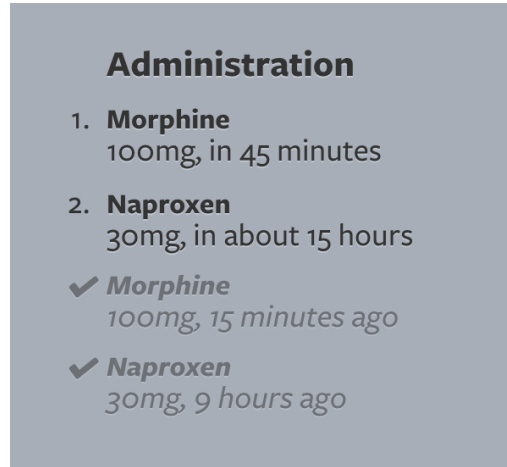 Administration
1. Morphine
100mg, in 45 minutes
2. Naproxen
30mg, in about 15 hours
✔ Morphine
100mg, 15 minutes ago
✔ Naproxen
30mg, 9 hours ago